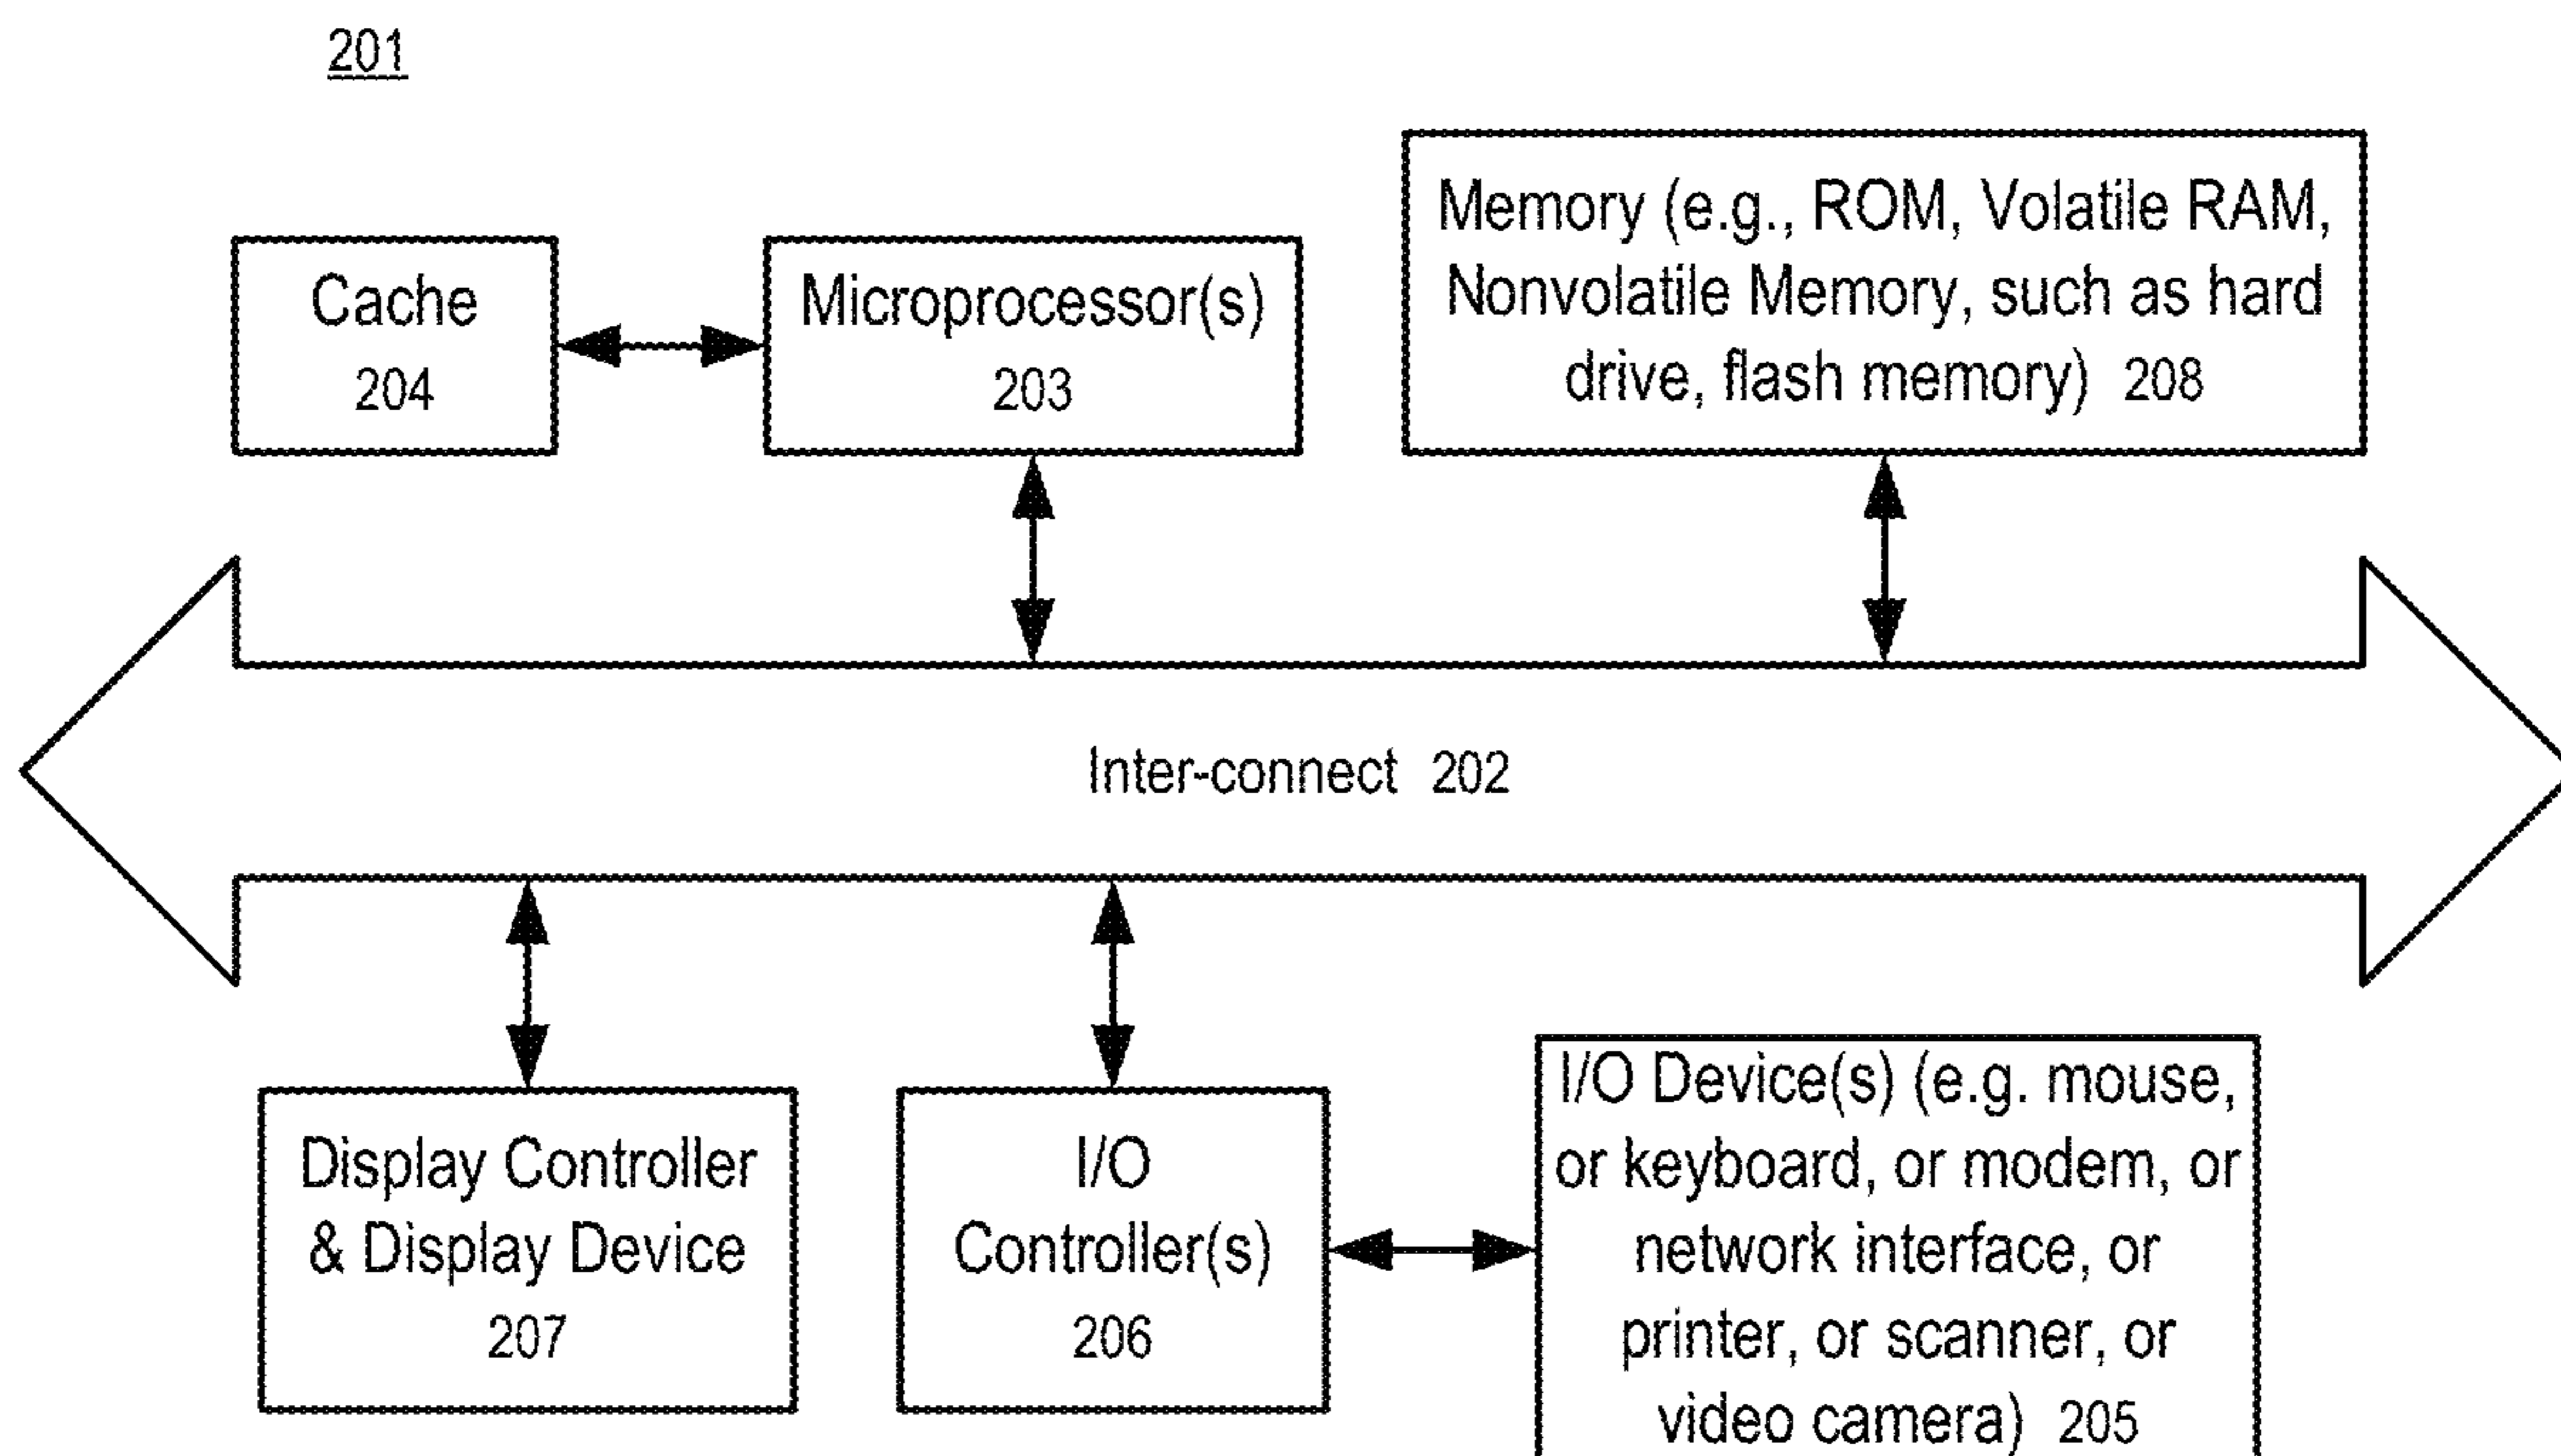 201
Cache
204
Microprocessor(s)
203
Memory (e.g., ROM, Volatile RAM,
Nonvolatile Memory, such as hard
drive, flash memory) 208
Inter-connect 202
Display Controller
& Display Device
207
I/O
Controller(s)
206
I/O Device(s) (e.g. mouse,
or keyboard, or modem, or
network interface, or
printer, or scanner, or
video camera) 205